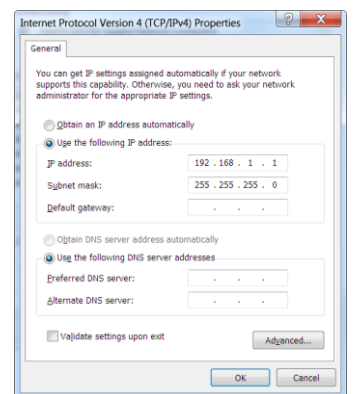 Internet Protocol Version 4 (TCP/IPv4) Properties
?
X
General
You can get IP settings assigned automatically if your network
supports this capability. Otherwise, you need to ask your network
administrator for the appropriate IP settings.
Obtain an IP address automatically
Use the following IP address:
IP address: 192 . 168 . 1 . 1
Subnet mask: 255 . 255 . 255 . 0
Default gateway: . . .
Obtain DNS server address automatically
Use the following DNS server addresses
Preferred DNS server: . . .
Alternate DNS server: . . .
Validate settings upon exit
Advanced...
OK Cancel